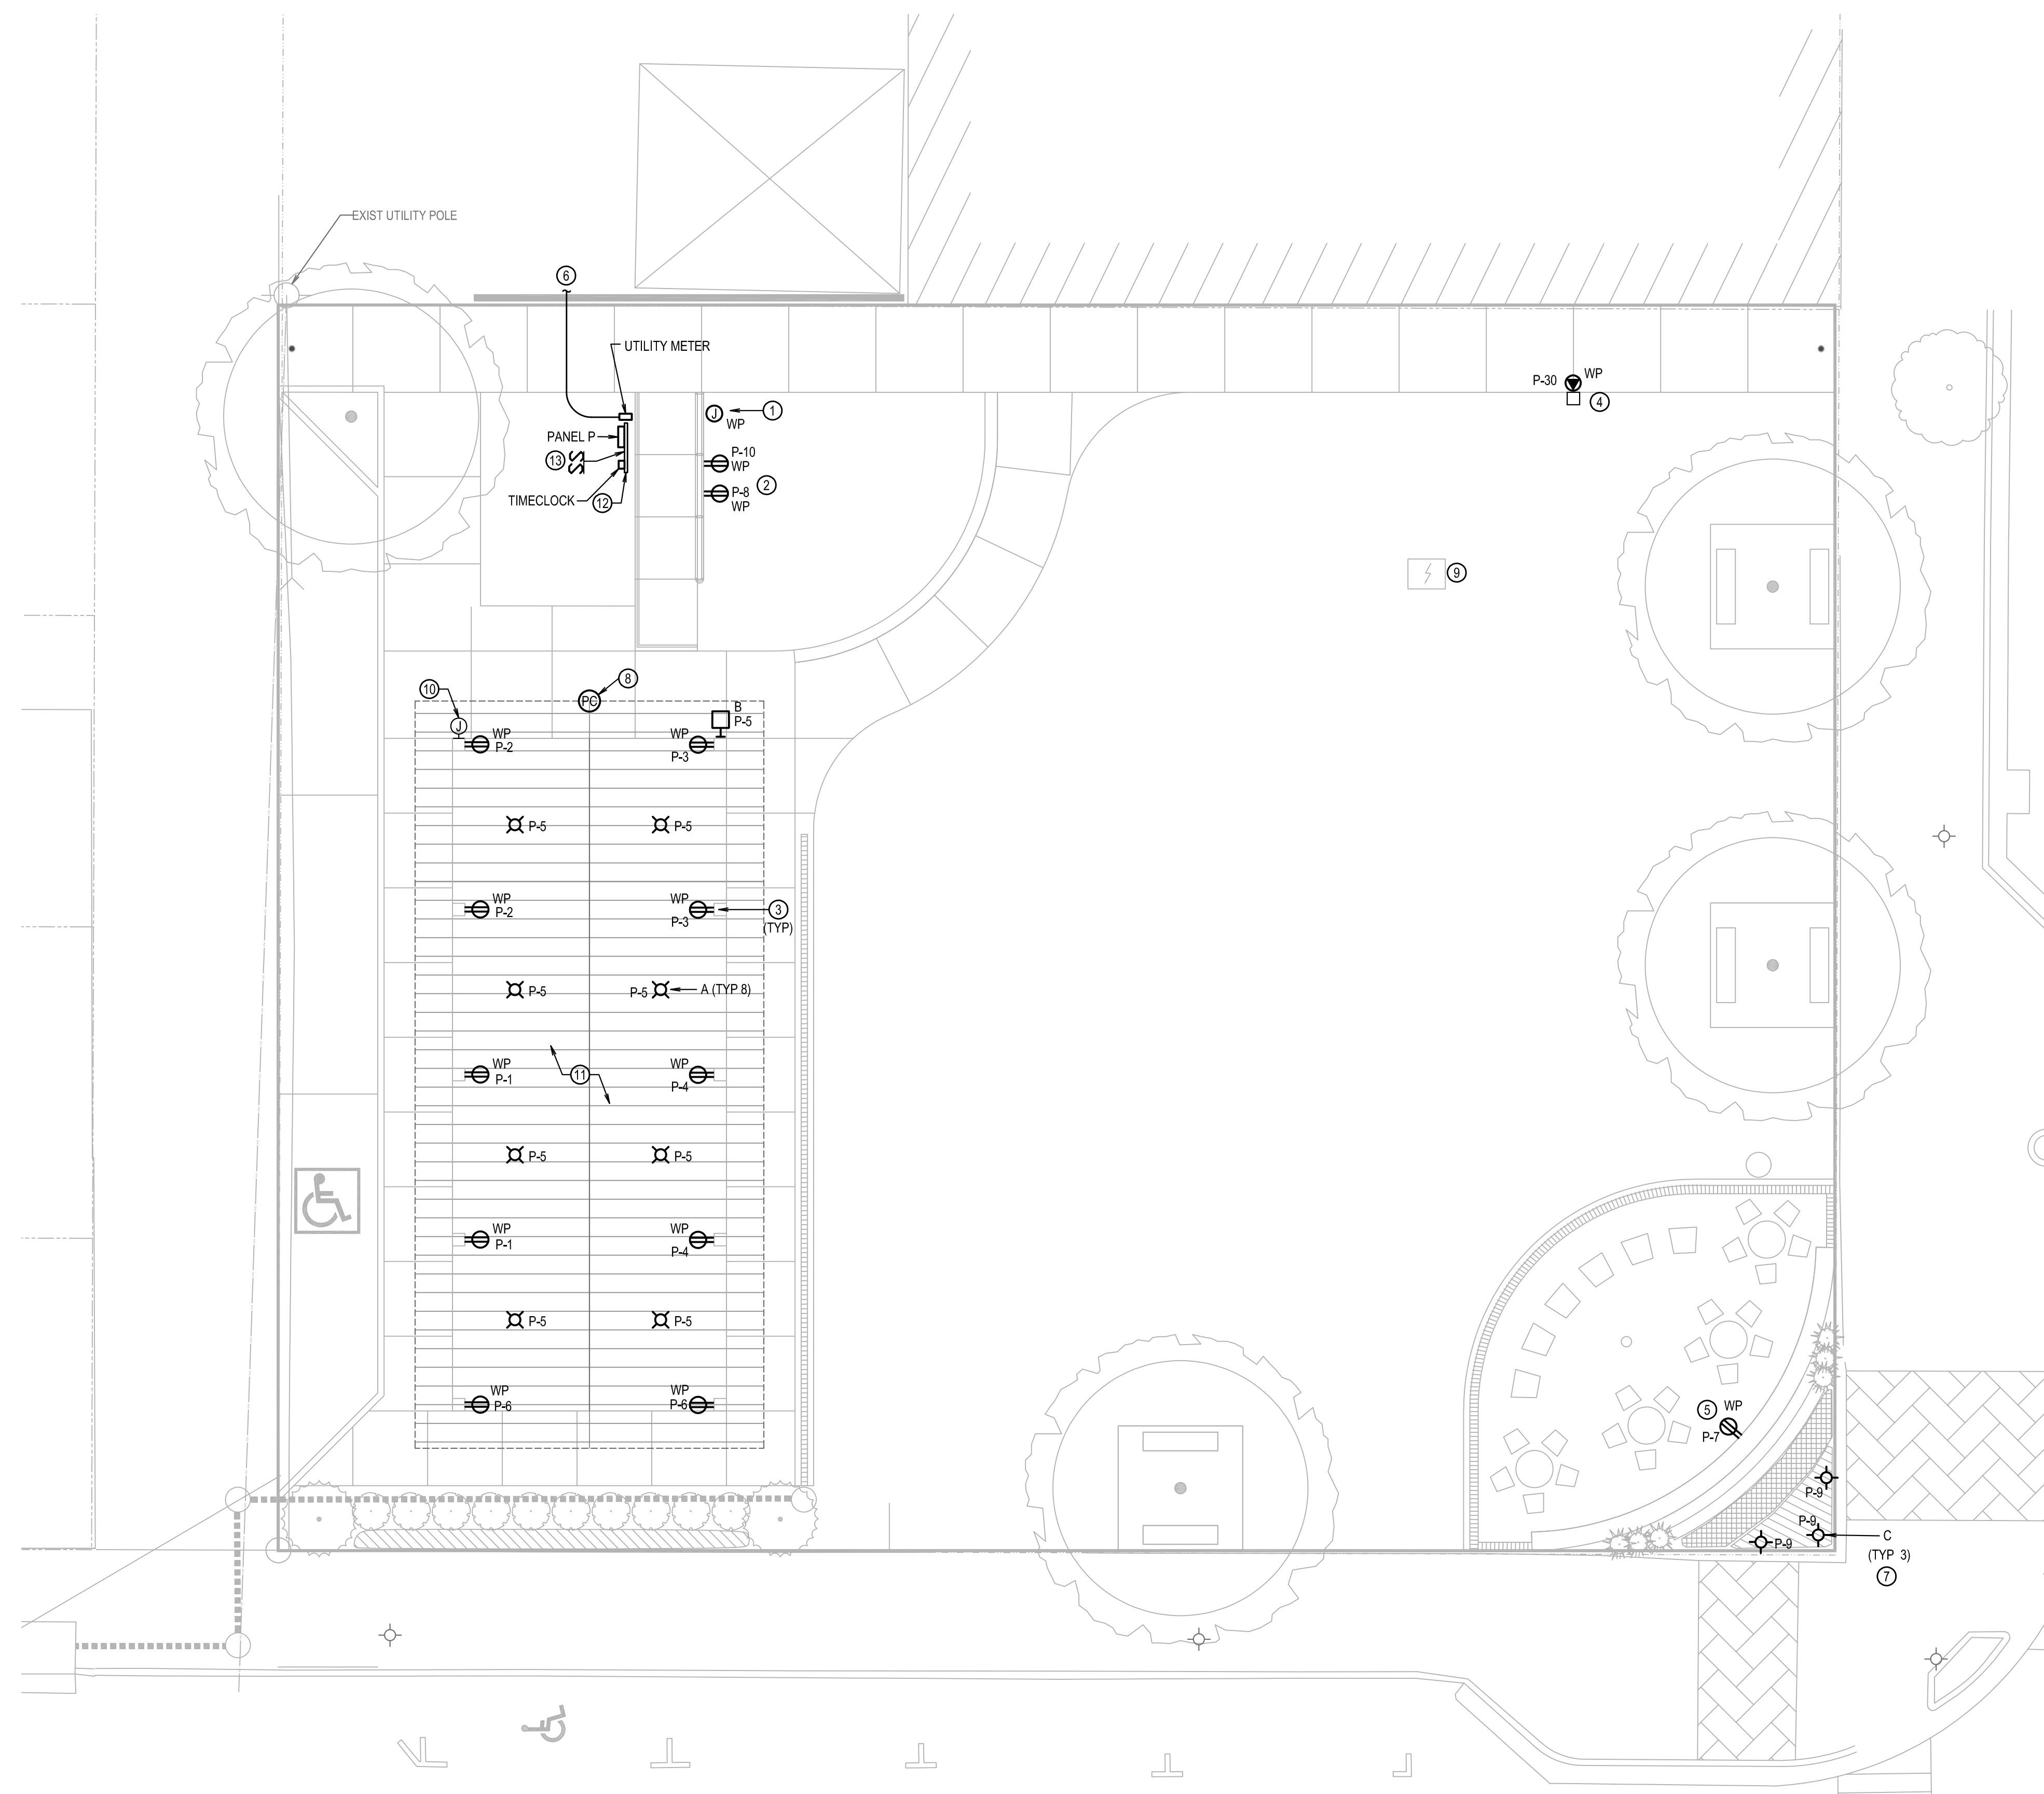 EXIST UTILITY POLE
6
UTILITY METER
P-30
WP
4
J
1
WP
PANEL P
13
SS
P-10
WP
P-8
2
WP
TIMECLOCK
12
9
8
10
PC
J
B
P-5
WP
P-2
WP
P-3
P-5
P-5
WP
P-2
WP
P-3
3
(TYP)
P-5
P-5
A (TYP 8)
WP
P-1
11
WP
P-4
P-5
P-5
WP
P-1
WP
P-4
P-5
P-5
WP
P-6
WP
P-6
5
WP
P-7
P-9
P-9
P-9
C
(TYP 3)
7